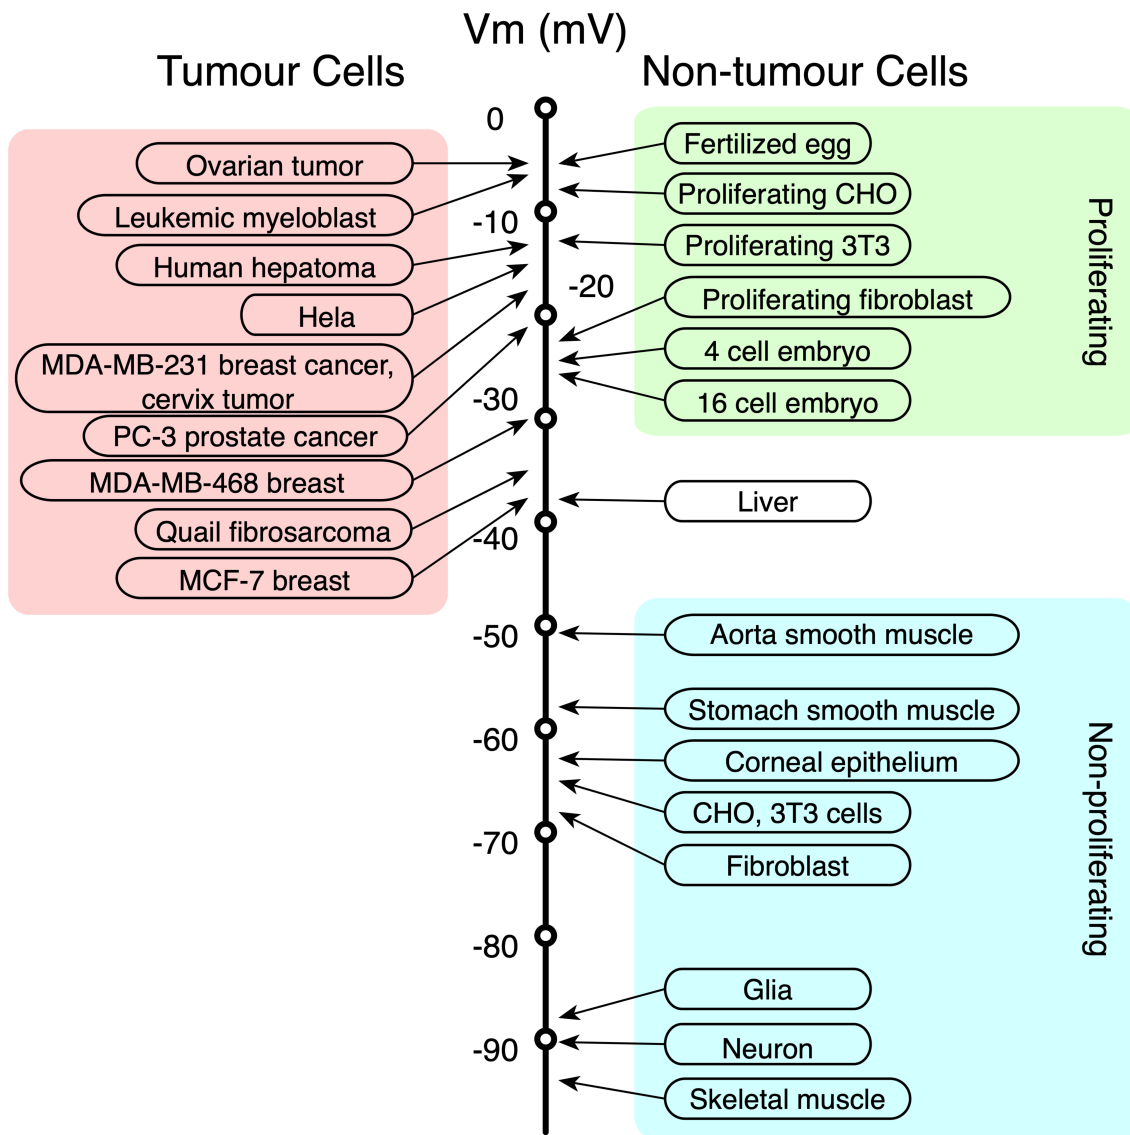 Vm (mV)
Tumour Cells
Non-tumour Cells
0
-10
-20
-30
-40
-50
-60
-70
-80
-90
Ovarian tumor
Leukemic myeloblast
Human hepatoma
Hela
MDA-MB-231 breast cancer,
cervix tumor
PC-3 prostate cancer
MDA-MB-468 breast
Quail fibrosarcoma
MCF-7 breast
Fertilized egg
Proliferating CHO
Proliferating 3T3
Proliferating fibroblast
4 cell embryo
16 cell embryo
Proliferating
Liver
Aorta smooth muscle
Stomach smooth muscle
Corneal epithelium
CHO, 3T3 cells
Fibroblast
Glia
Neuron
Skeletal muscle
Non-proliferating